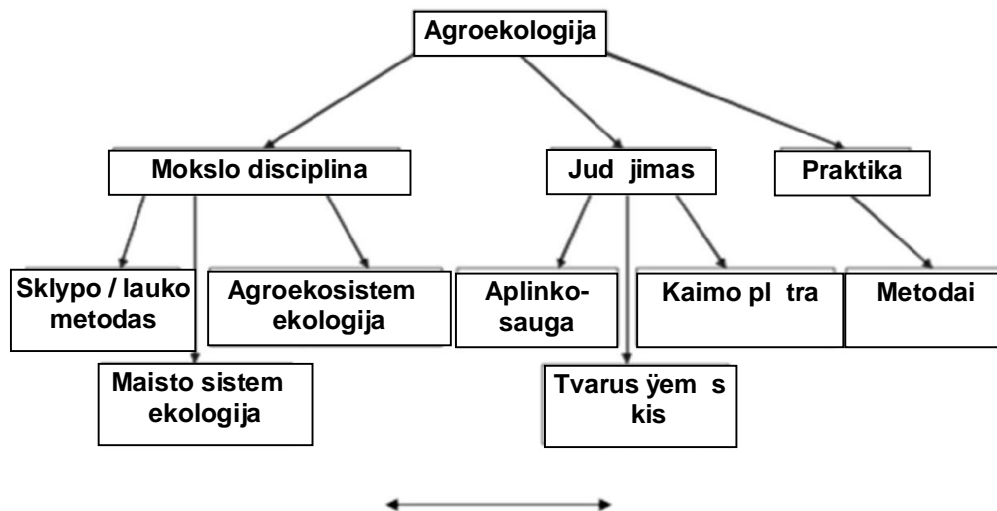 Agroekologija
Mokslo disciplina
Jud jimas
Praktika
Sklypo / lauko
metodas
Agroekosistem
ekologija
Aplinko-
sauga
Kaimo pl tra
Metodai
Maisto sistem
ekologija
Tvarus ÿem s
kis